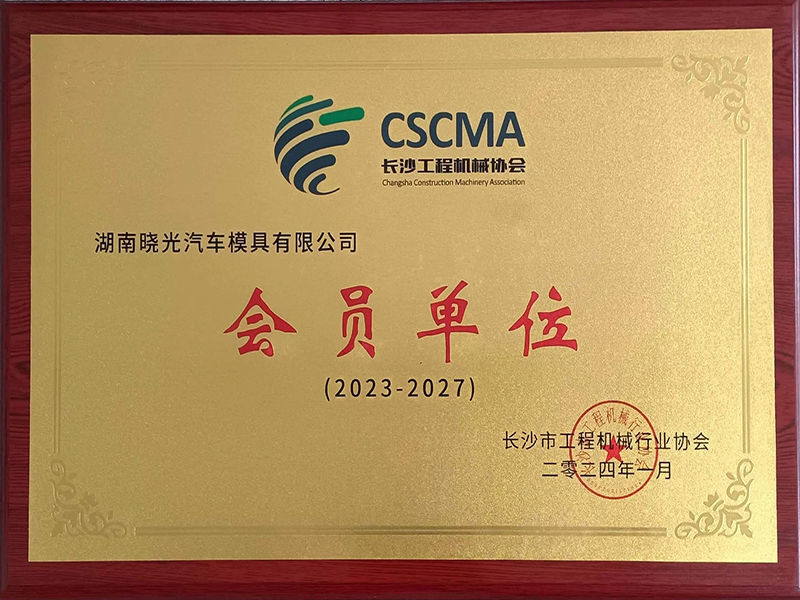 CSCMA
长沙工程机械协会
Changsha Construction Machinery Association
湖南晓光汽车模具有限公司
会员单位
(2023-2027)
长沙市工程机械行业协会
二零二四年一月